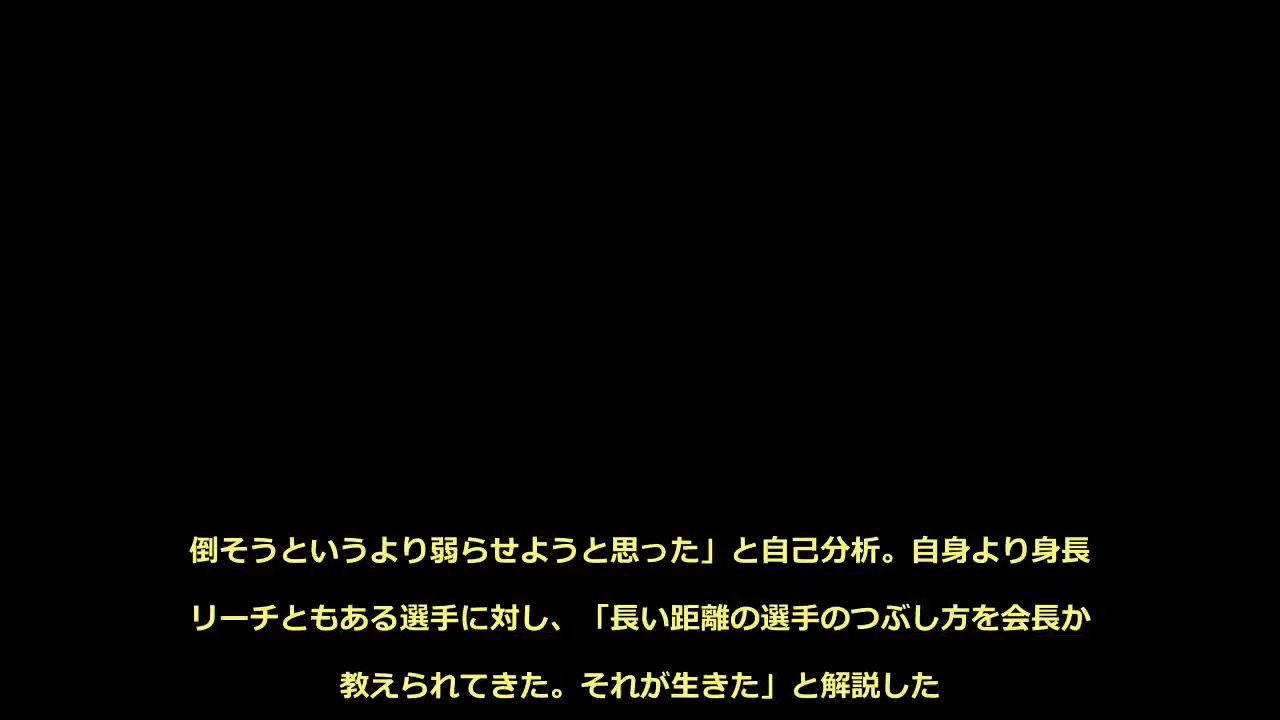 倒そうというより弱らせようと思った」と自己分析。自身より身長
リーチともある選手に対し、「長い距離の選手のつぶし方を会長か
教えられてきた。それが生きた」と解説した